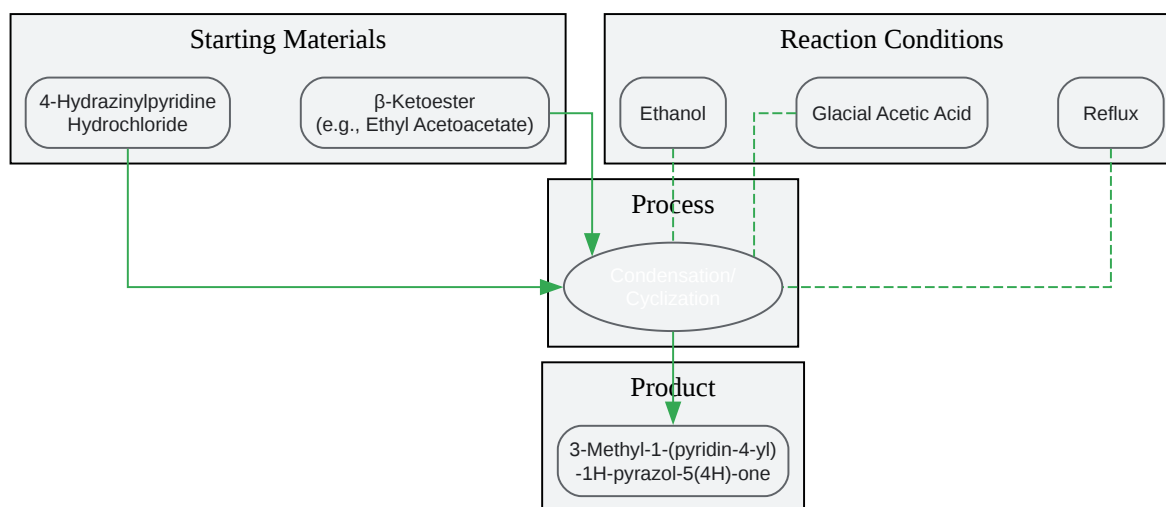 Starting Materials
4-Hydrazinylpyridine
Hydrochloride
β-Ketoester
(e.g., Ethyl Acetoacetate)
Reaction Conditions
Ethanol
Glacial Acetic Acid
Reflux
Process
Condensation/
Cyclization
Product
3-Methyl-1-(pyridin-4-yl)
-1H-pyrazol-5(4H)-one